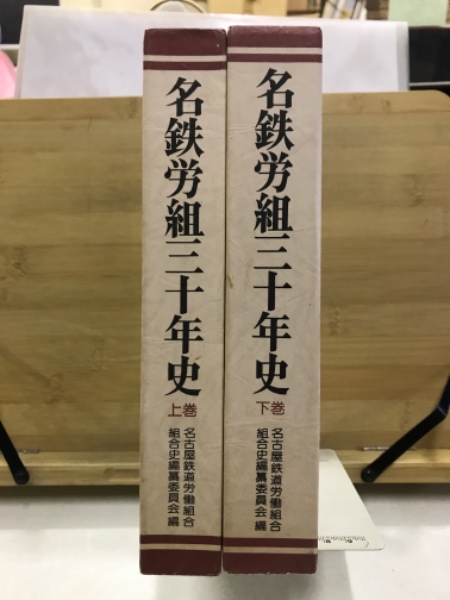 名鉄労組三十年史
上巻
名古屋鉄道労働組合
組合史編纂委員会編
名鉄労組三十年史
下巻
名古屋鉄道労働組合
組合史編纂委員会編